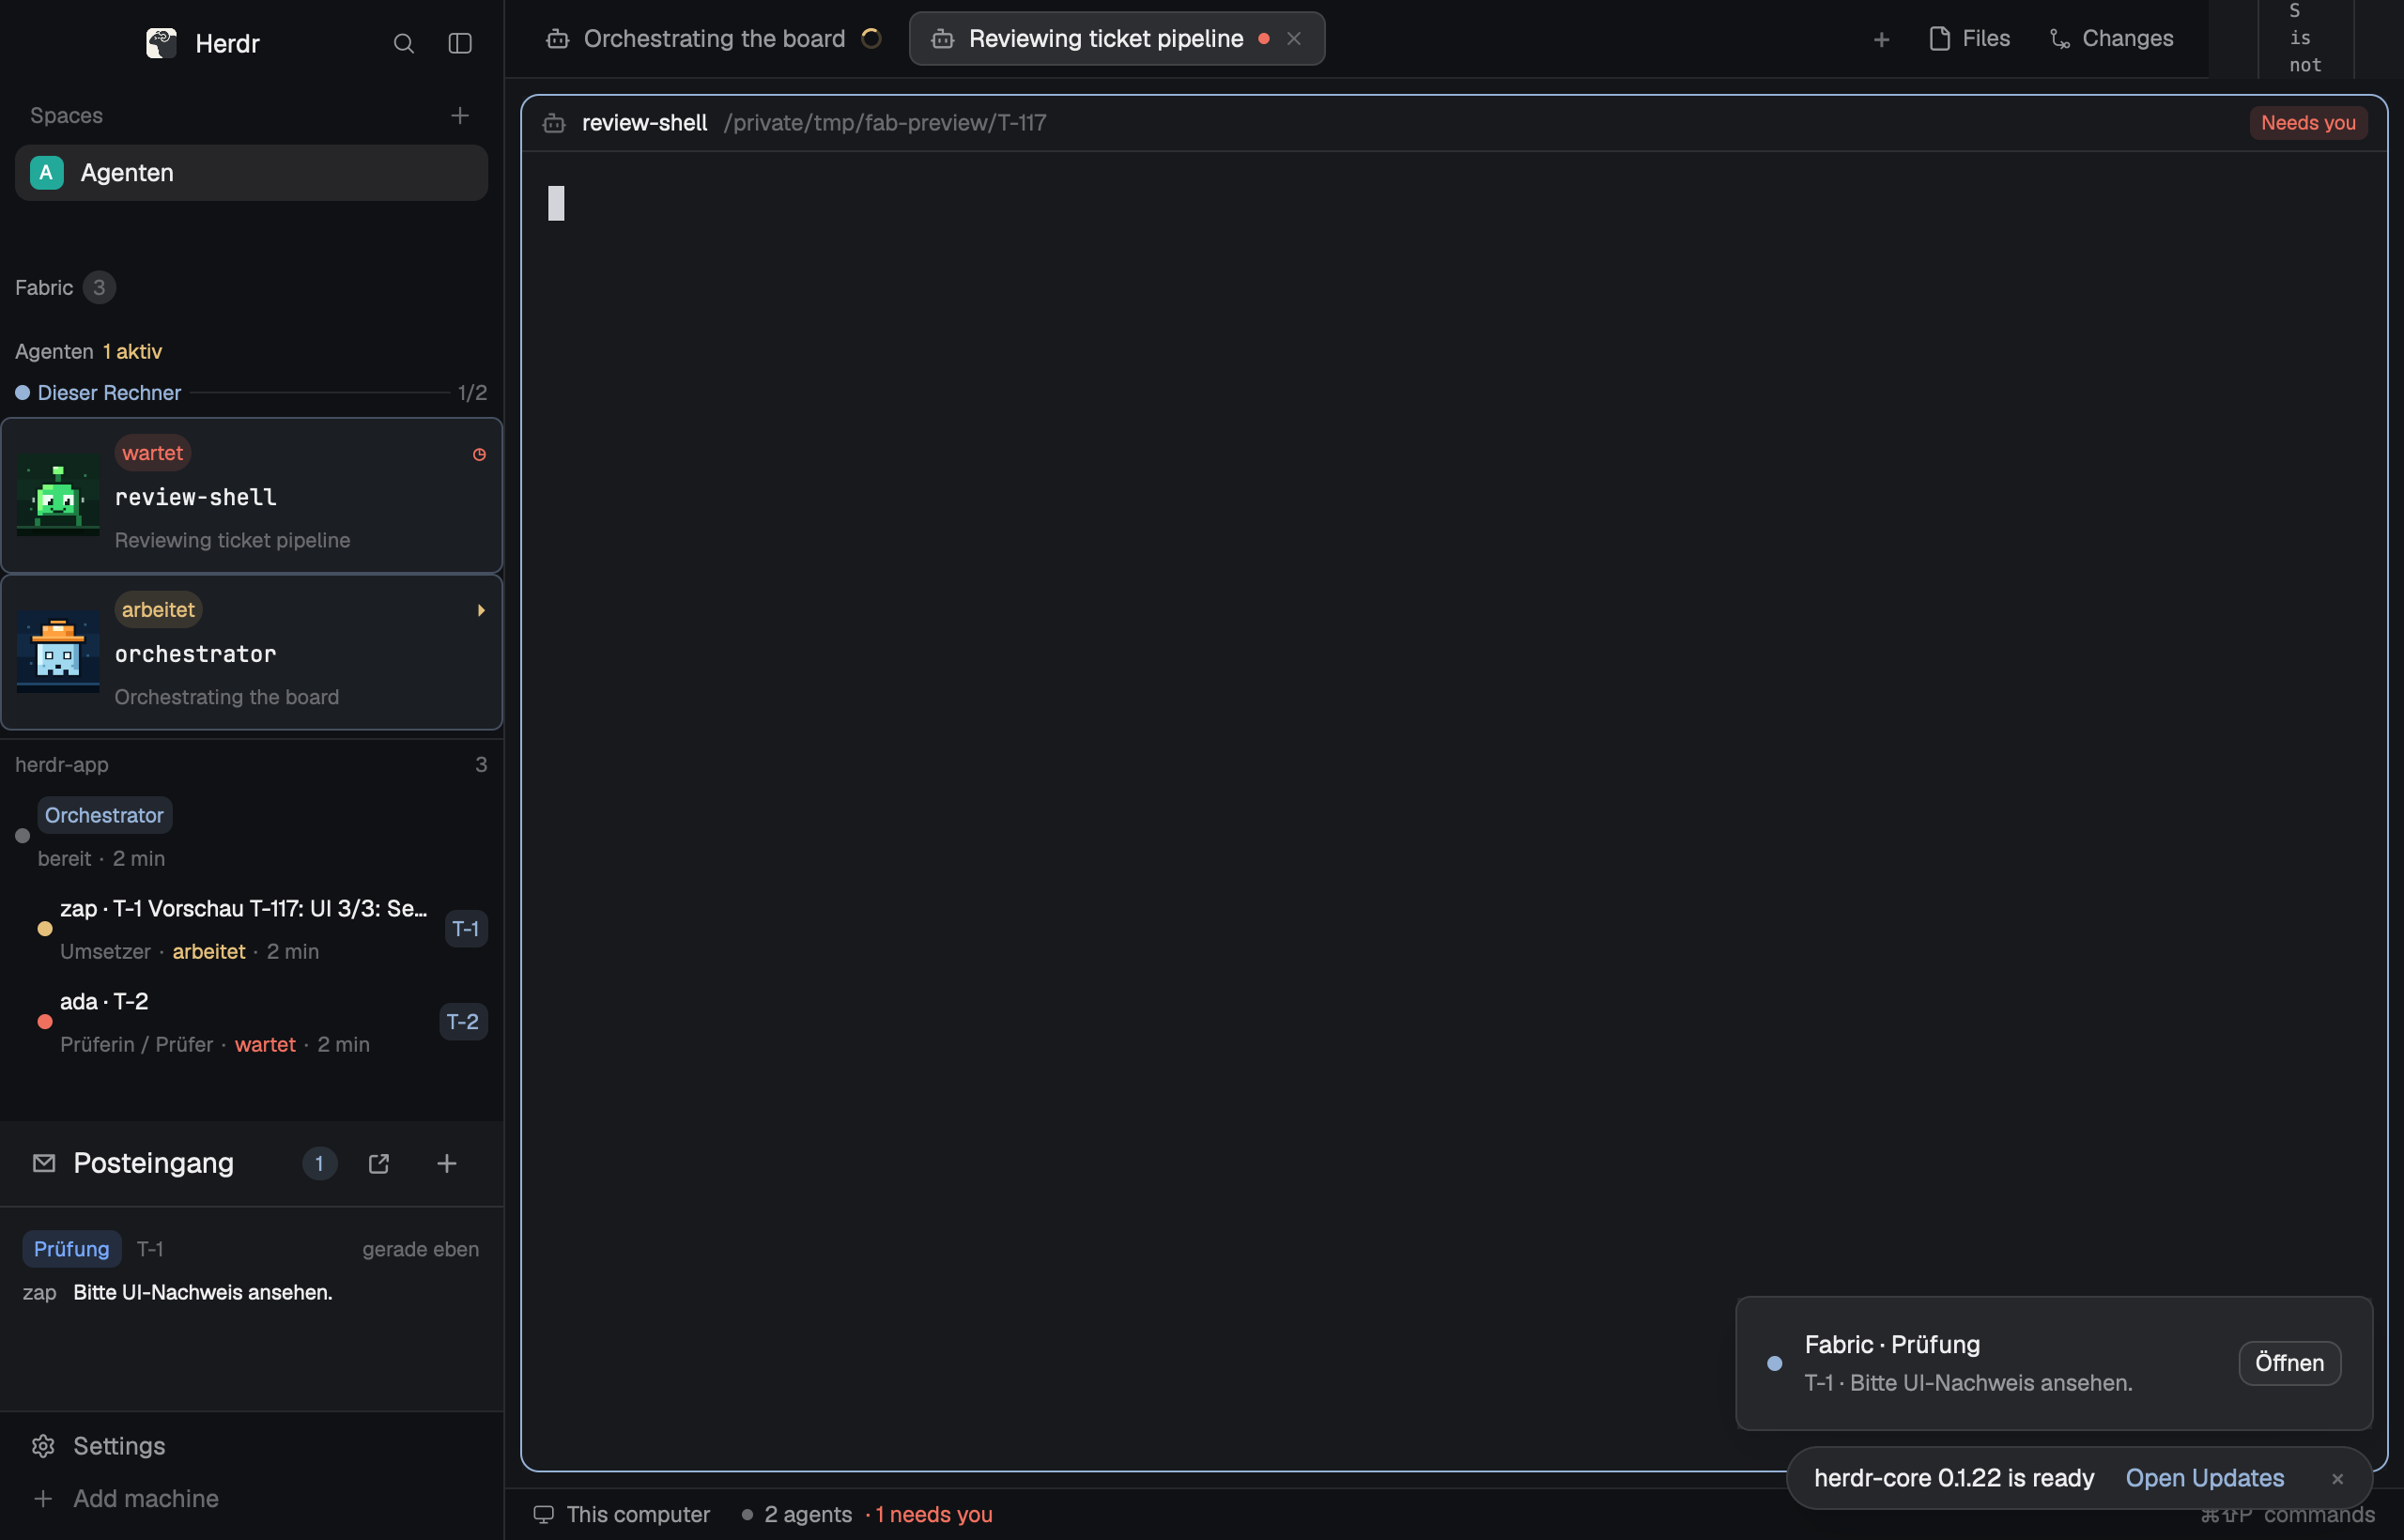 Herdr
Orchestrating the board
Reviewing ticket pipeline
Files
Changes
S
is
not
Spaces
A Agenten
review-shell /private/tmp/fab-preview/T-117
Needs you
Fabric 3
Agenten 1 aktiv
Dieser Rechner 1/2
wartet
review-shell
Reviewing ticket pipeline
arbeitet
orchestrator
Orchestrating the board
herdr-app 3
Orchestrator
bereit · 2 min
zap · T-1 Vorschau T-117: UI 3/3: Se…
T-1
Umsetzer · arbeitet · 2 min
ada · T-2
T-2
Prüferin / Prüfer · wartet · 2 min
Posteingang 1
Prüfung T-1 gerade eben
zap Bitte UI-Nachweis ansehen.
Settings
Add machine
Fabric · Prüfung
T-1 · Bitte UI-Nachweis ansehen.
Öffnen
herdr-core 0.1.22 is ready Open Updates
This computer 2 agents · 1 needs you
⌘⇧P commands